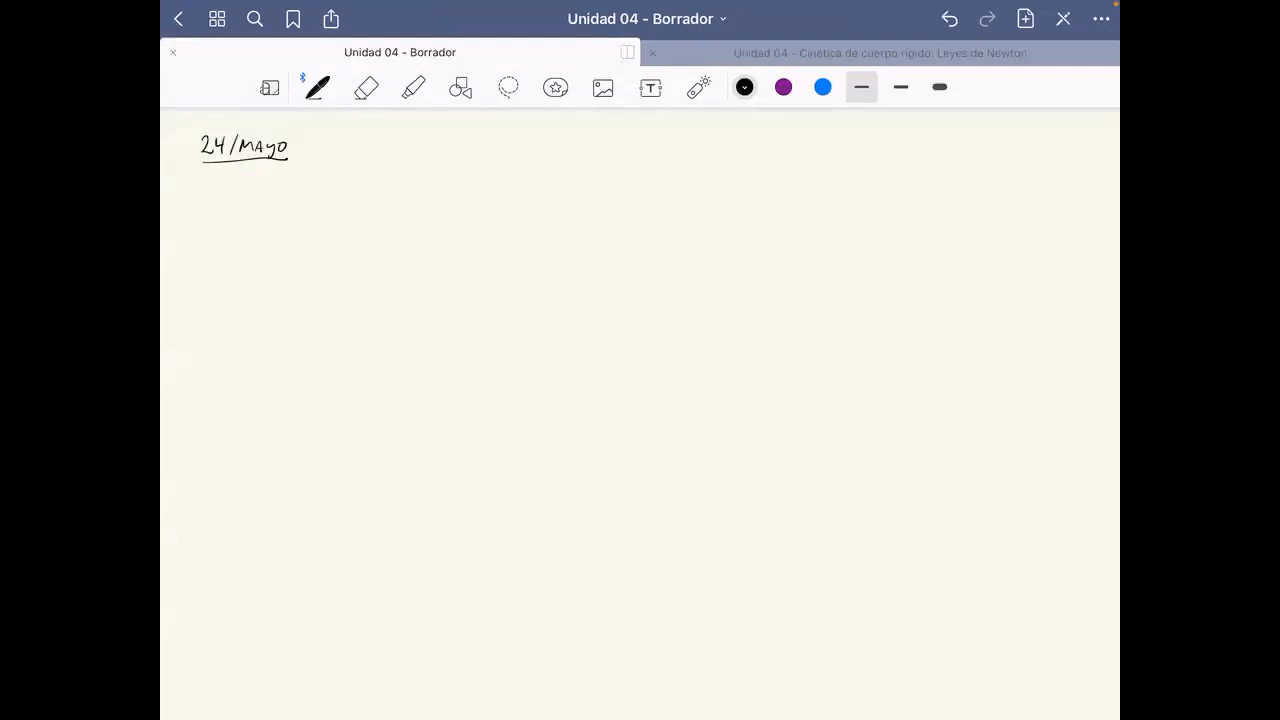 Unidad 04 - Borrador
Unidad 04 - Borrador
Unidad 04 - Cinética de cuerpo rígido: Leyes de Newton
24/MAYO